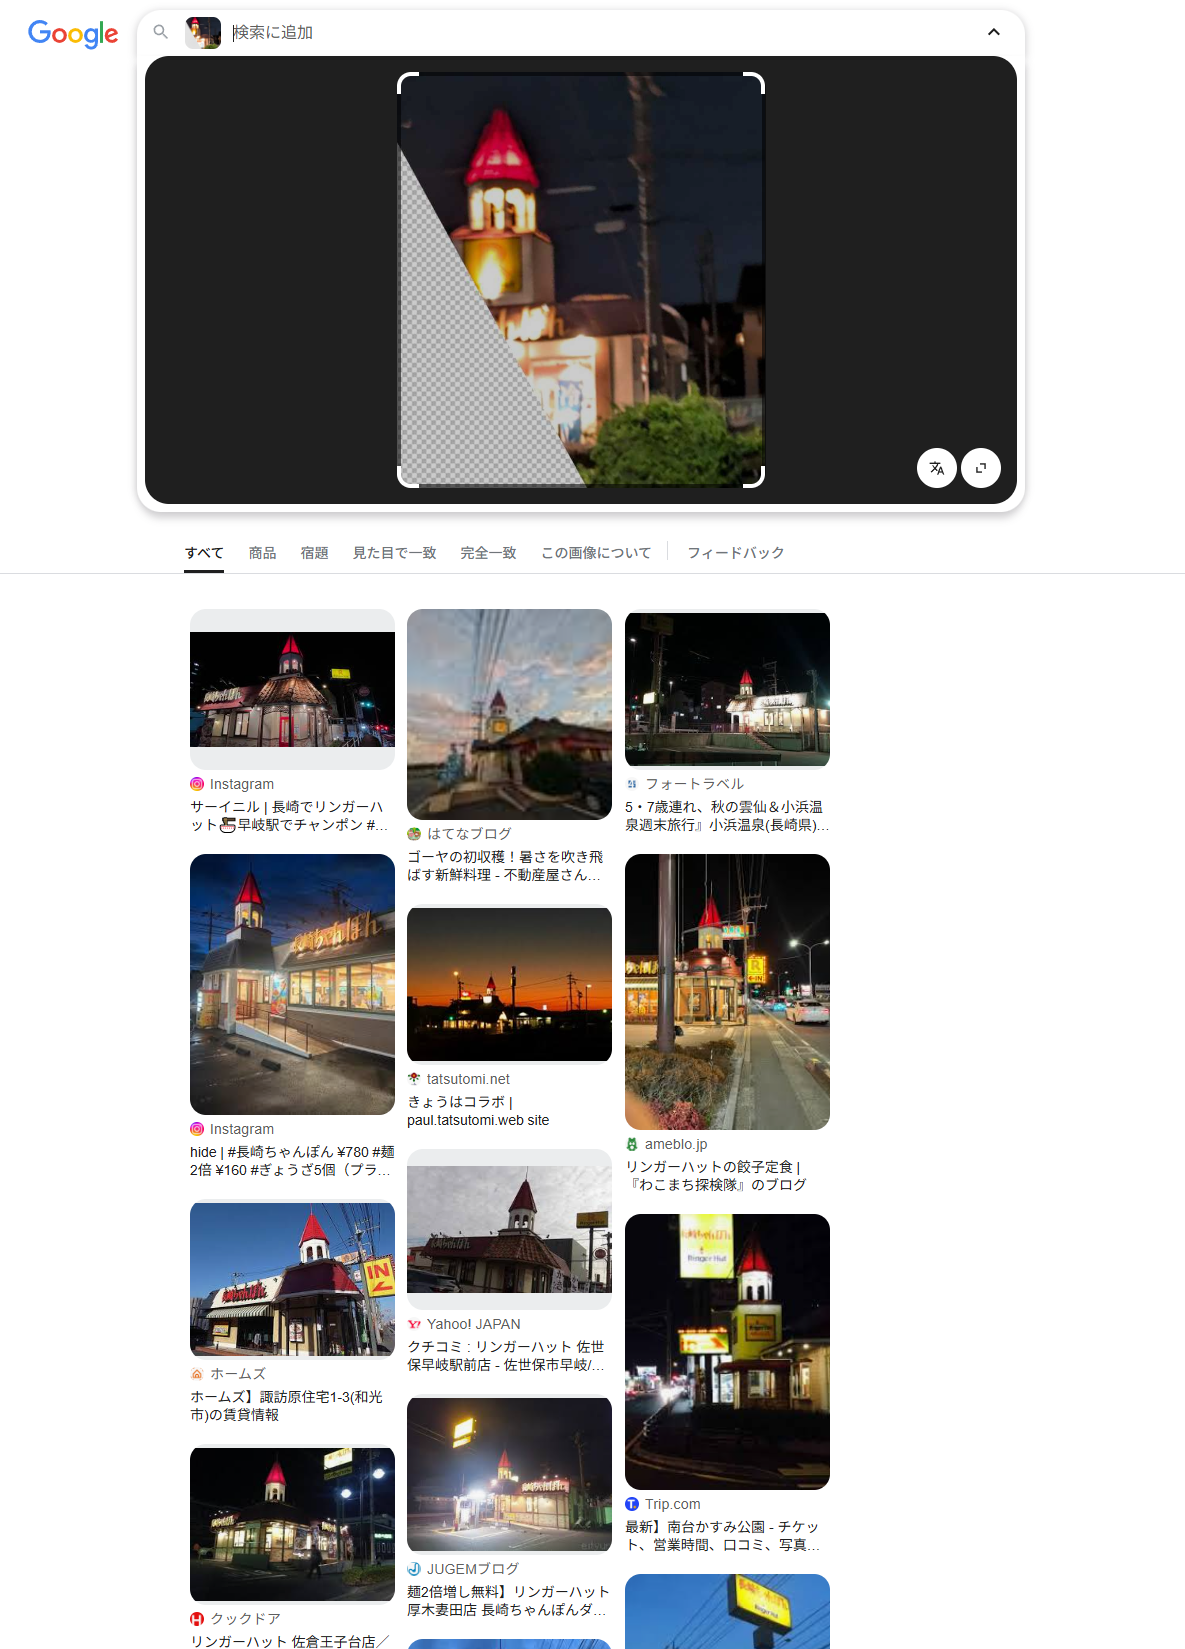 Google
検索に追加
すべて
商品
宿題
見た目で一致
完全一致
この画像について
フィードバック
Instagram
サーイニル | 長崎でリンガーハ
ット🍜早岐駅でチャンポン #...
Instagram
hide | #長崎ちゃんぽん ¥780 #麺
2倍 ¥160 #ぎょうざ5個（プラ...
ホームズ
ホームズ】諏訪原住宅1-3(和光
市)の賃貸情報
クックドア
リンガーハット 佐倉王子台店／
はてなブログ
ゴーヤの初収穫！暑さを吹き飛
ばす新鮮料理 - 不動産屋さん...
tatsutomi.net
きょうはコラボ |
paul.tatsutomi.web site
Yahoo! JAPAN
クチコミ : リンガーハット 佐世
保早岐駅前店 - 佐世保市早岐/...
JUGEMブログ
麺2倍増し無料】リンガーハット
厚木妻田店 長崎ちゃんぽんダ...
フォートラベル
5・7歳連れ、秋の雲仙＆小浜温
泉週末旅行』小浜温泉(長崎県)...
ameblo.jp
リンガーハットの餃子定食 |
『わこまち探検隊』のブログ
Trip.com
最新】南台かすみ公園 - チケッ
ト、営業時間、口コミ、写真...